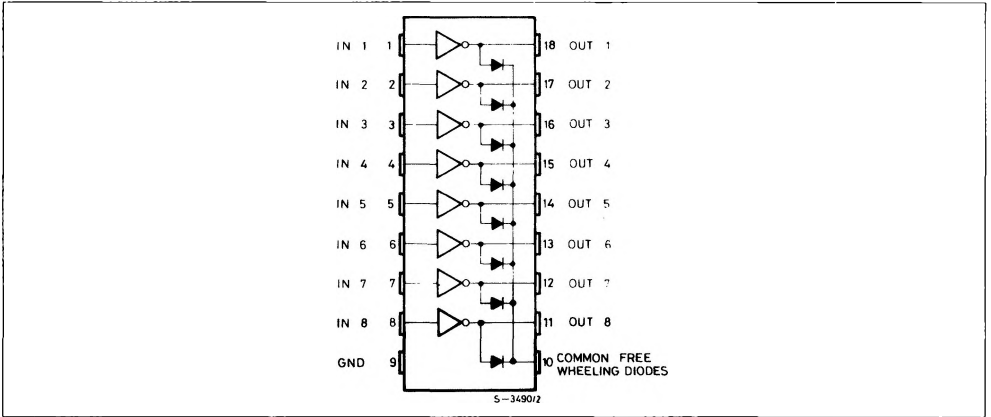 IN 1 1 18 OUT 1
IN 2 2 17 OUT 2
IN 3 3 16 OUT 3
IN 4 4 15 OUT 4
IN 5 5 14 OUT 5
IN 6 6 13 OUT 6
IN 7 7 12 OUT 7
IN 8 8 11 OUT 8
GND 9 10 COMMON FREE
WHEELING DIODES
S-3490/2